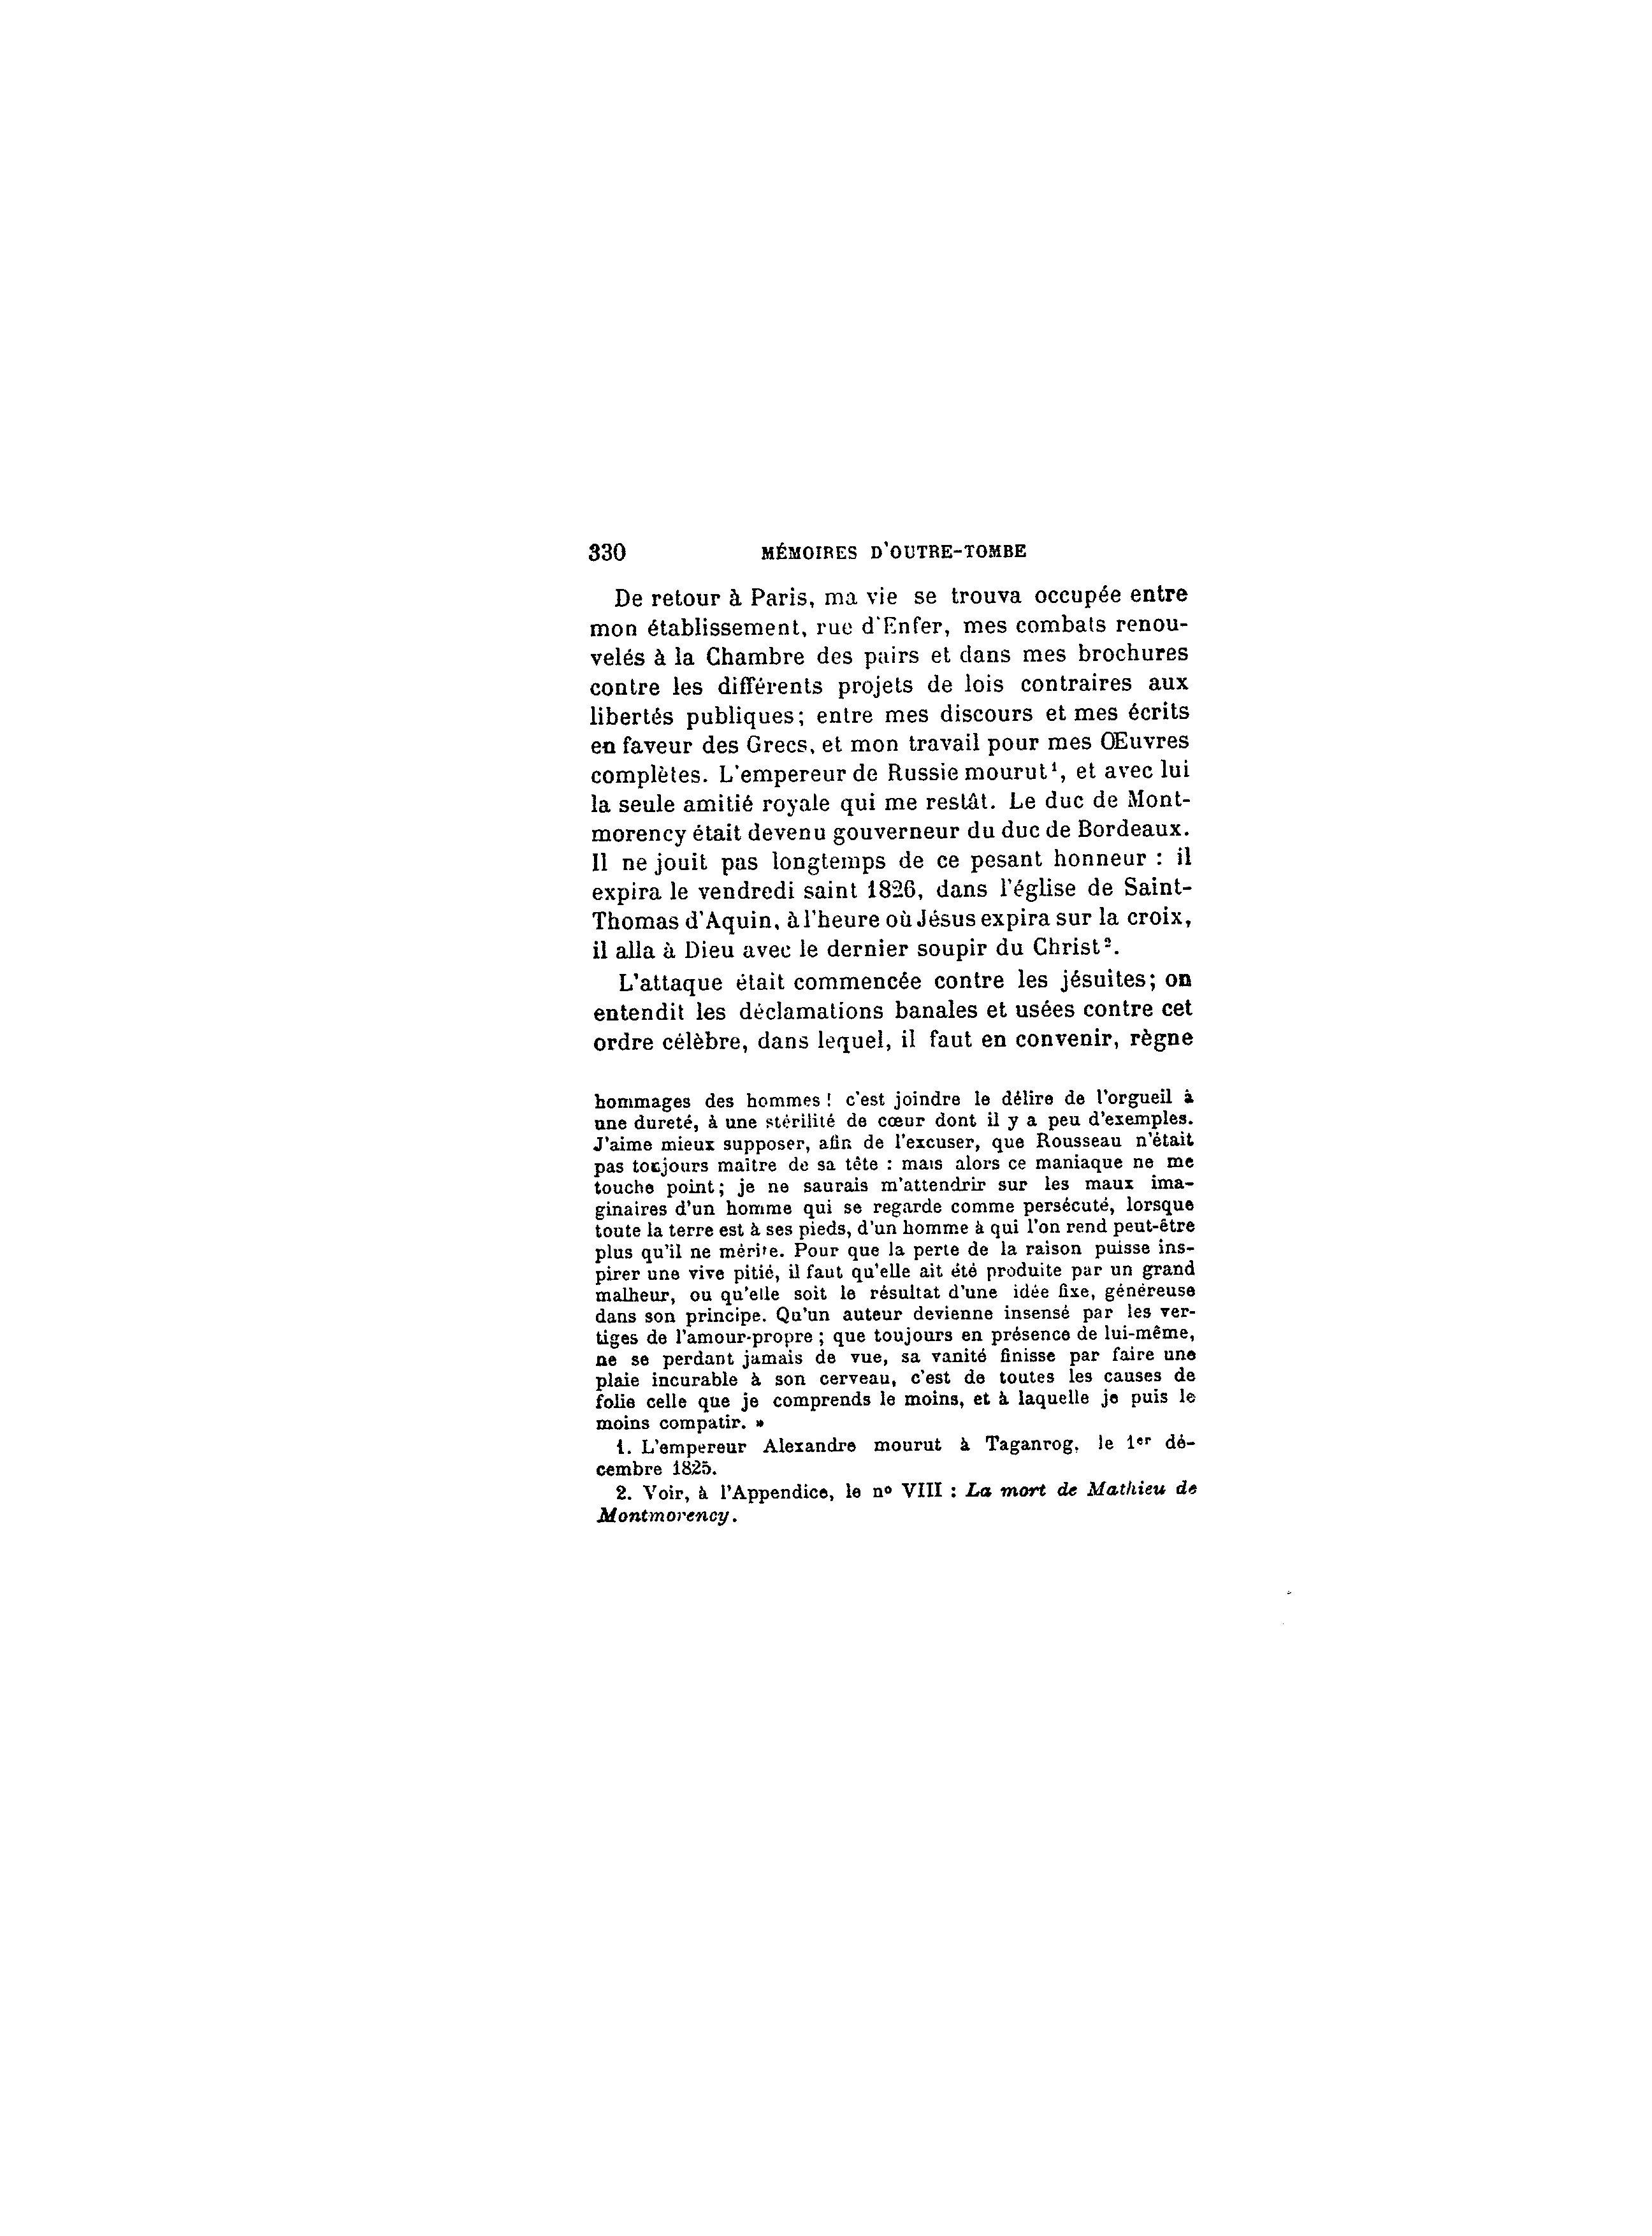 330 MÉMOIRES D'OUTRE-TOMBE
De retour à Paris, ma vie se trouva occupée entre
mon établissement, rue d'Enfer, mes combats renou-
velés à la Chambre des pairs et dans mes brochures
contre les différents projets de lois contraires aux
libertés publiques; entre mes discours et mes écrits
en faveur des Grecs, et mon travail pour mes Œuvres
complètes. L'empereur de Russie mourut¹, et avec lui
la seule amitié royale qui me restât. Le duc de Mont-
morency était devenu gouverneur du duc de Bordeaux.
Il ne jouit pas longtemps de ce pesant honneur : il
expira le vendredi saint 1826, dans l'église de Saint-
Thomas d'Aquin, à l'heure où Jésus expira sur la croix,
il alla à Dieu avec le dernier soupir du Christ².
L'attaque était commencée contre les jésuites; on
entendit les déclamations banales et usées contre cet
ordre célèbre, dans lequel, il faut en convenir, règne
hommages des hommes ! c'est joindre le délire de l'orgueil à
une dureté, à une stérilité de cœur dont il y a peu d'exemples.
J'aime mieux supposer, afin de l'excuser, que Rousseau n'était
pas toujours maître de sa tête : mais alors ce maniaque ne me
touche point; je ne saurais m'attendrir sur les maux ima-
ginaires d'un homme qui se regarde comme persécuté, lorsque
toute la terre est à ses pieds, d'un homme à qui l'on rend peut-être
plus qu'il ne mérite. Pour que la perte de la raison puisse ins-
pirer une vive pitié, il faut qu'elle ait été produite par un grand
malheur, ou qu'elle soit le résultat d'une idée fixe, généreuse
dans son principe. Qu'un auteur devienne insensé par les ver-
tiges de l'amour-propre ; que toujours en présence de lui-même,
ne se perdant jamais de vue, sa vanité finisse par faire une
plaie incurable à son cerveau, c'est de toutes les causes de
folie celle que je comprends le moins, et à laquelle je puis le
moins compatir. »
1. L'empereur Alexandre mourut à Taganrog, le 1er dé-
cembre 1825.
2. Voir, à l'Appendice, le nº VIII : La mort de Mathieu de
Montmorency.